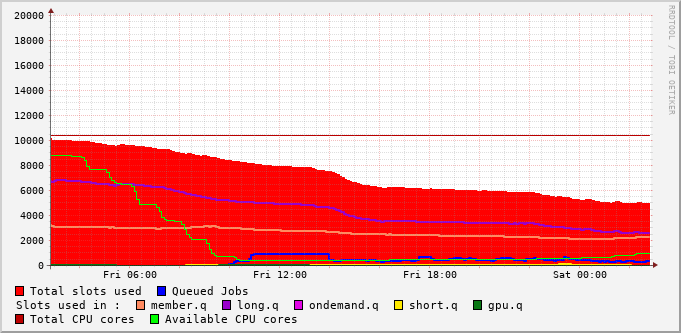 RRDTOOL / TOBI OETIKER
20000
18000
16000
14000
12000
10000
8000
6000
4000
2000
0
Fri 06:00 Fri 12:00 Fri 18:00 Sat 00:00
Total slots used Queued Jobs
Slots used in : member.q long.q ondemand.q short.q gpu.q
Total CPU cores Available CPU cores